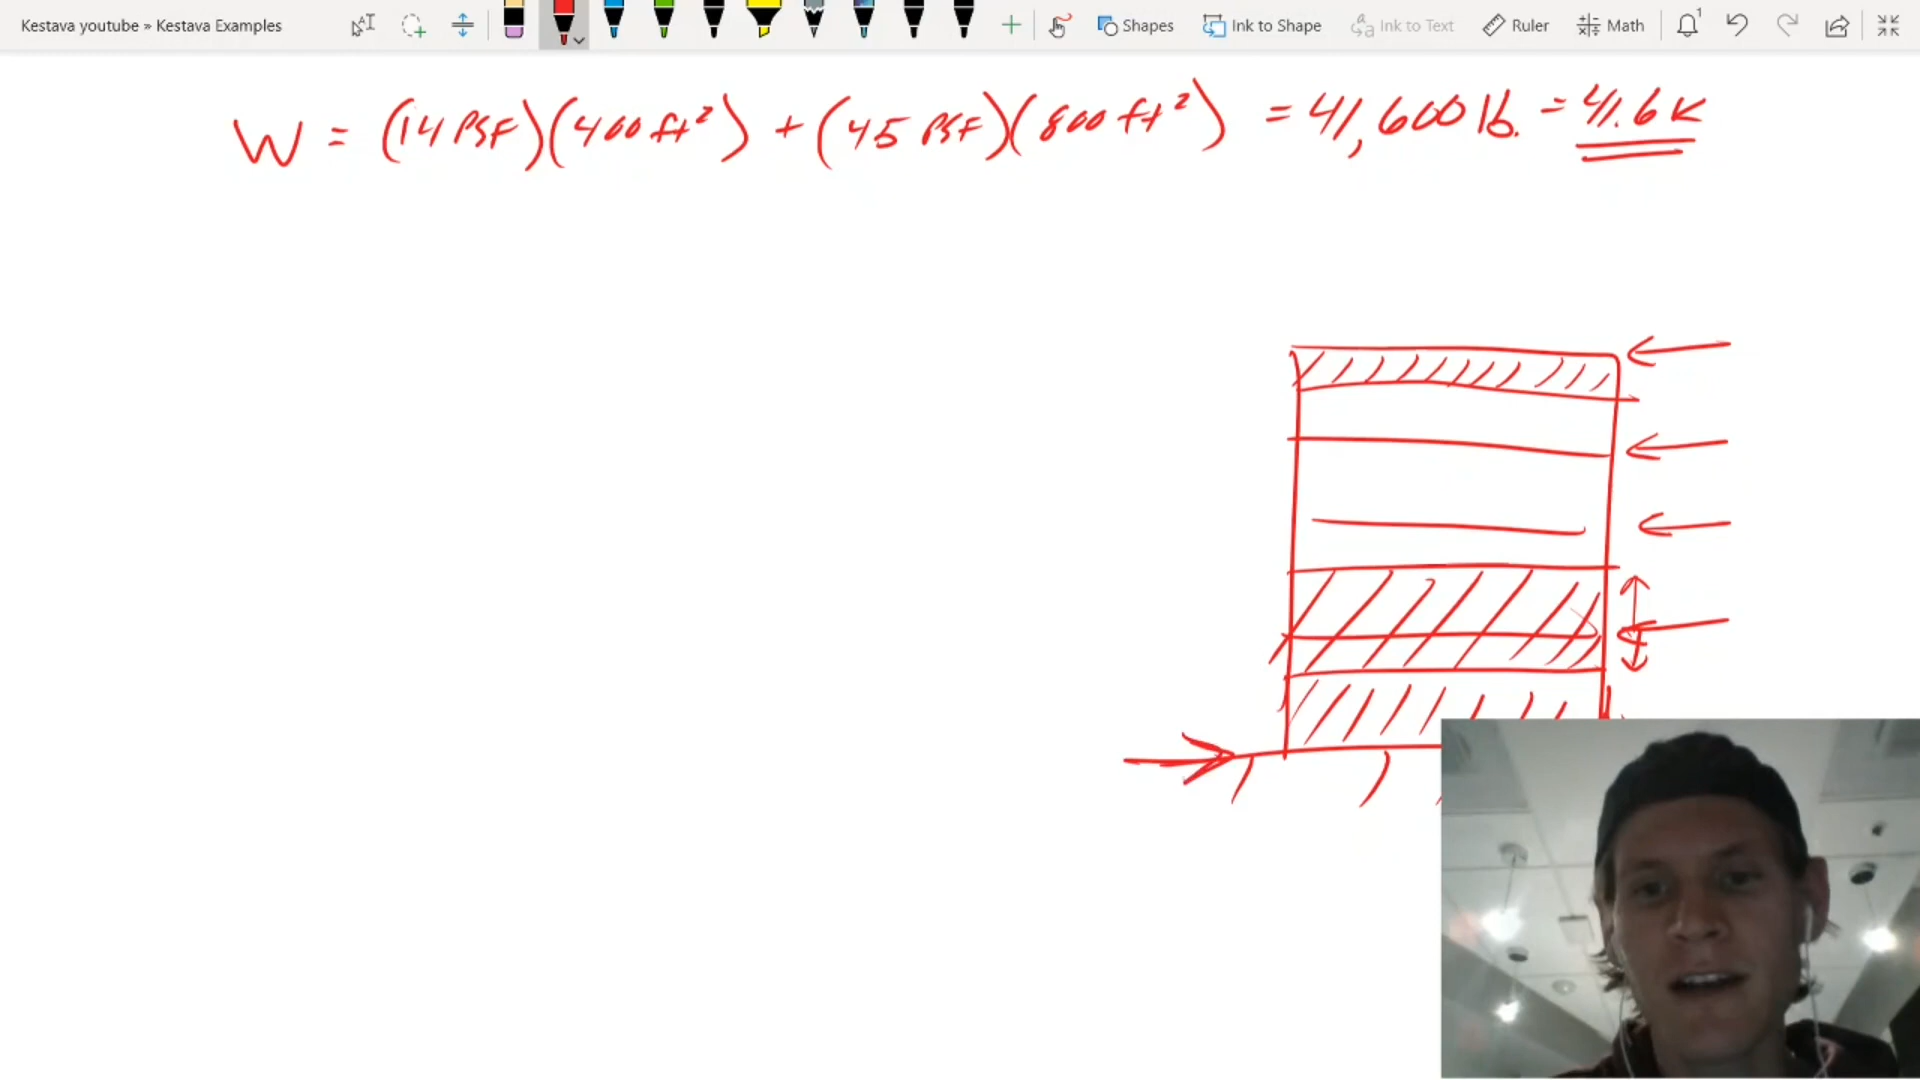 Kestava youtube » Kestava Examples
Shapes
Ink to Shape
Ink to Text
Ruler
Math
1
W = (14 PSF)(400 ft²) + (45 PSF)(800 ft²) = 41,600 lb. = 41.6 K